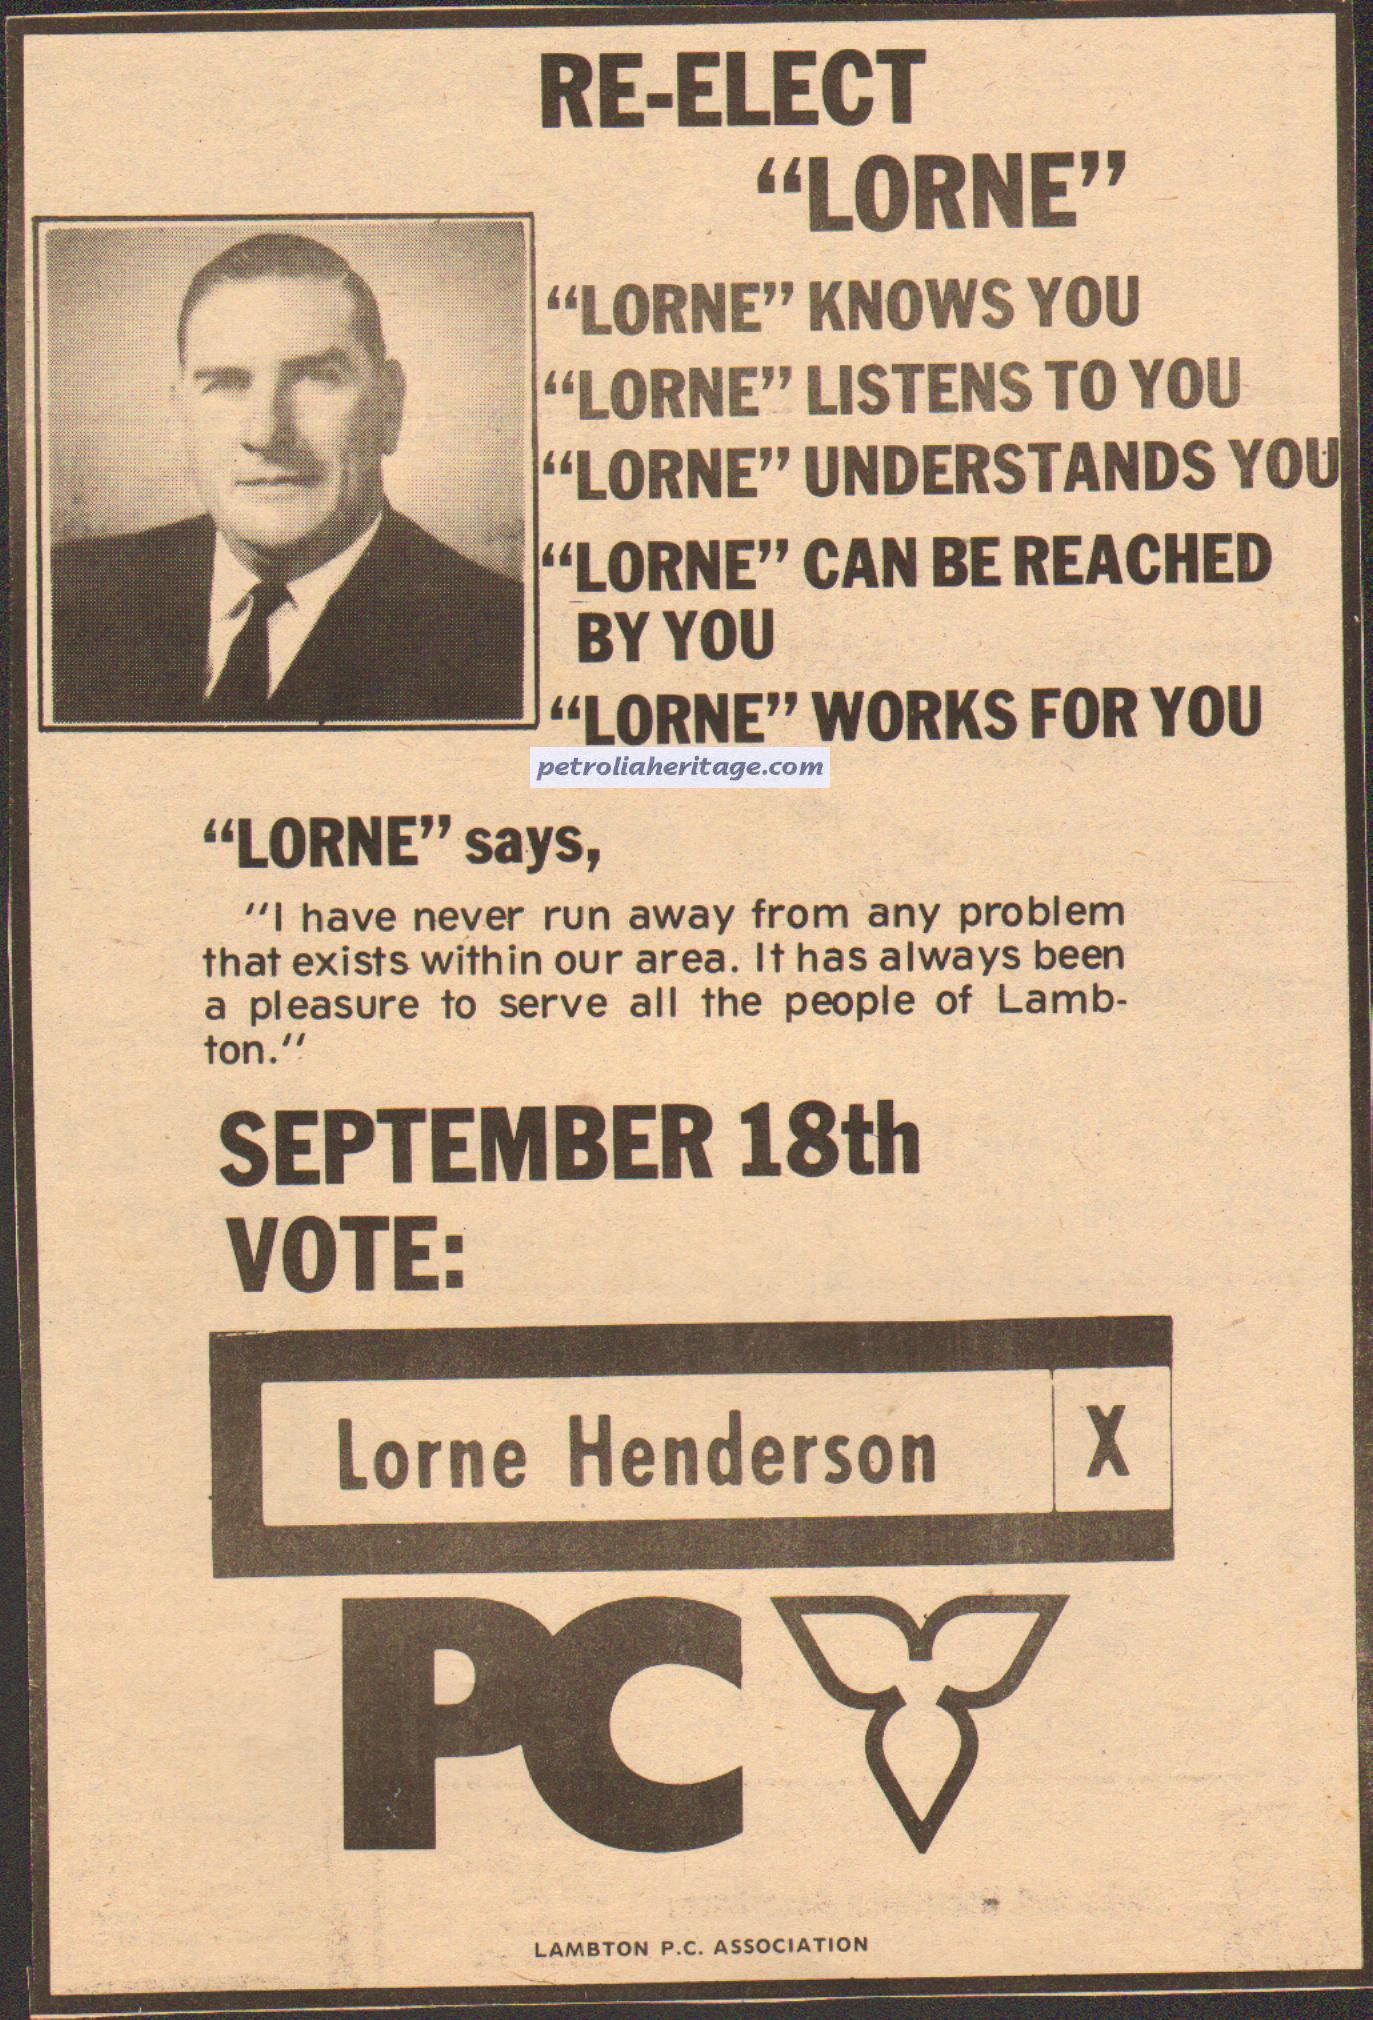 RE-ELECT
“LORNE”
“LORNE” KNOWS YOU
“LORNE” LISTENS TO YOU
“LORNE” UNDERSTANDS YOU
“LORNE” CAN BE REACHED
BY YOU
“LORNE” WORKS FOR YOU
petroliaheritage.com
“LORNE” says,
“I have never run away from any problem
that exists within our area. It has always been
a pleasure to serve all the people of Lamb-
ton.”
SEPTEMBER 18th
VOTE:
Lorne Henderson X
PC
LAMBTON P.C. ASSOCIATION